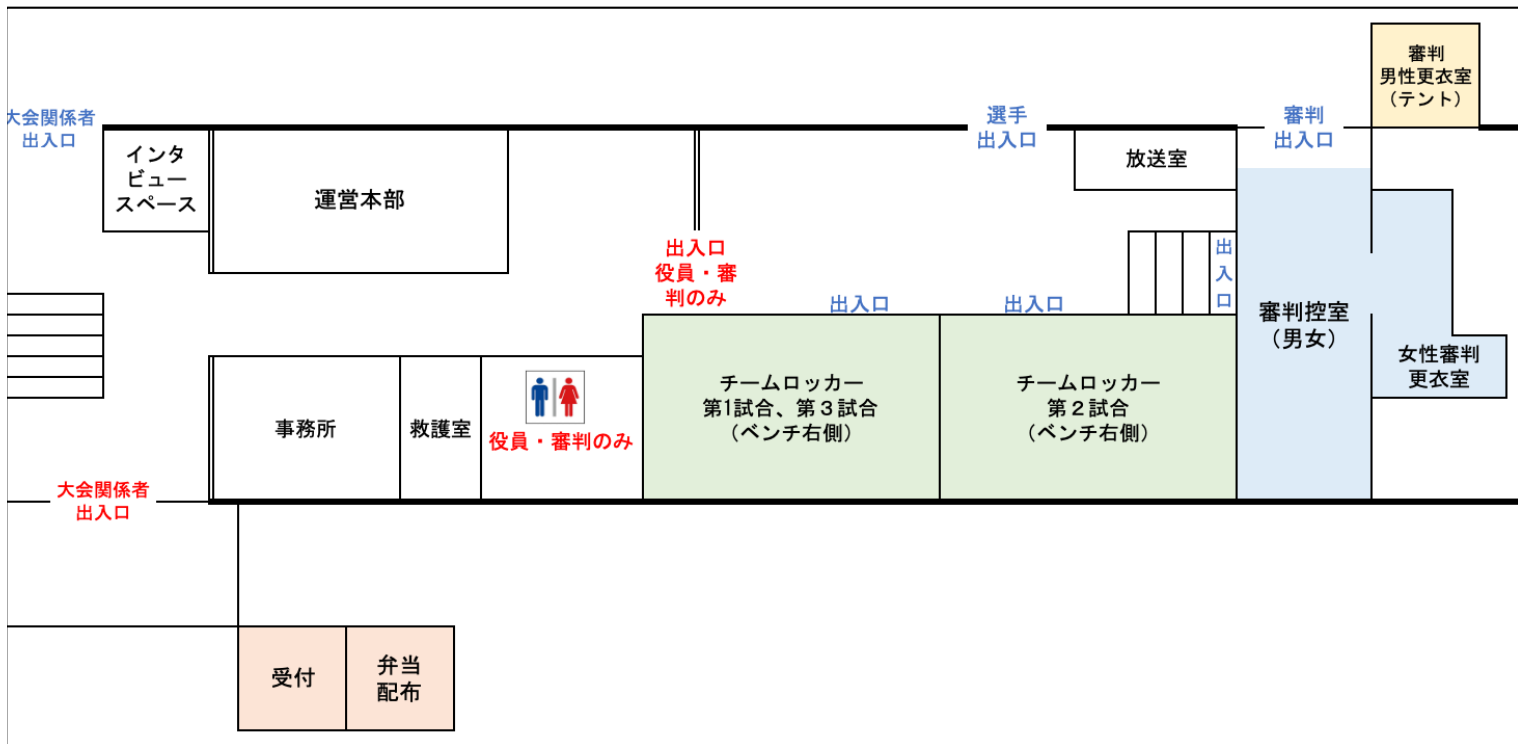 審判
男性更衣室
（テント）
大会関係者
出入口
選手
出入口
審判
出入口
インタ
ビュー
スペース
運営本部
放送室
出入口
役員・審
判のみ
出
入
口
出入口
出入口
審判控室
（男女）
女性審判
更衣室
事務所
救護室
役員・審判のみ
チームロッカー
第1試合、第３試合
（ベンチ右側）
チームロッカー
第２試合
（ベンチ右側）
大会関係者
出入口
受付
弁当
配布